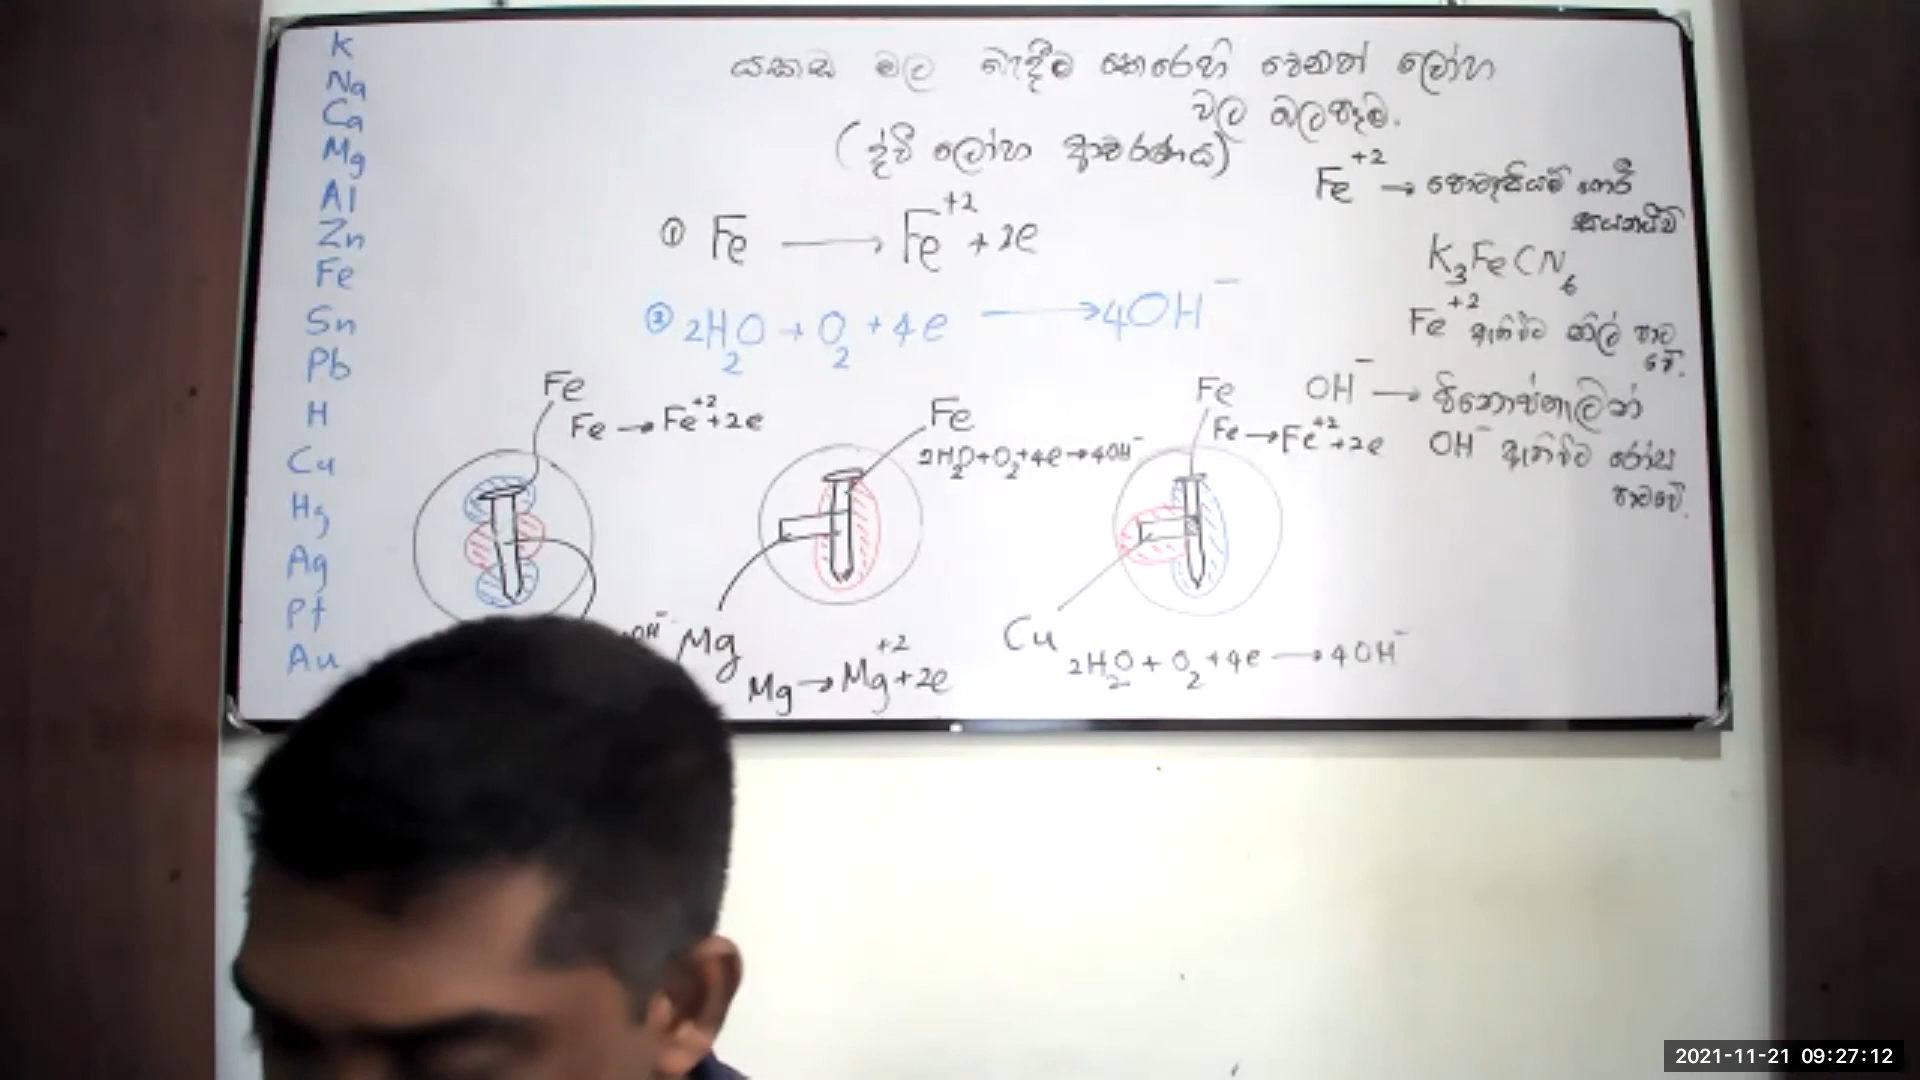 K
Na
Ca
Mg
Al
Zn
Fe
Sn
Pb
H
Cu
Hg
Ag
Pt
Au
යකඩ මල බැදීම කෙරෙහි වෙනත් ලෝහ
වල බලපෑම.
(ද්වි ලෝහ ආවරණය)
① Fe → Fe⁺² + 2e
② 2H₂O + O₂ + 4e → 4OH⁻
Fe⁺² → පොටෑසියම් ෆෙරී
සයනයිඩ්
K₃FeCN₆
Fe⁺² ඇතිවිට නිල් පාට
වේ.
OH⁻ → පිනොප්තැලින්
OH⁻ ඇතිවිට රෝස
පාටවේ.
Fe
Fe → Fe⁺² + 2e
OH⁻
Fe
2H₂O + O₂ + 4e → 4OH⁻
Mg
Mg → Mg⁺² + 2e
Fe
Fe → Fe⁺² + 2e
Cu
2H₂O + O₂ + 4e → 4OH⁻
2021-11-21 09:27:12